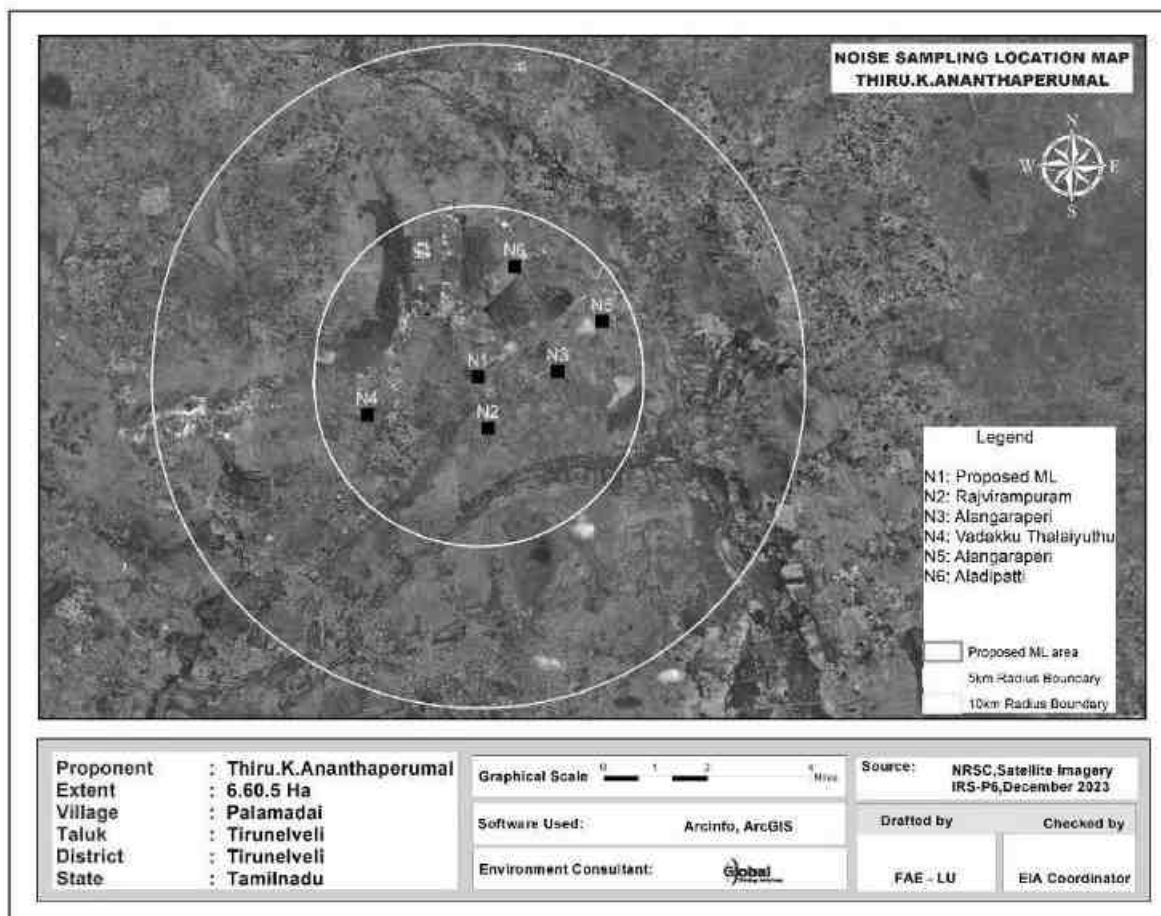 NOISE SAMPLING LOCATION MAP
THIRU.K.ANANTHAPERUMAL
N
W E
S
N6
N5
N1 N3
N4
N2
Legend
N1: Proposed ML
N2: Rajvirampuram
N3: Alangaraperi
N4: Vadakku Thalaiyuthu
N5: Alangaraperi
N6: Aladipatti
Proposed ML area
5km Radius Boundary
10km Radius Boundary
Proponent : Thiru.K.Ananthaperumal
Extent : 6.60.5 Ha
Village : Palamadai
Taluk : Tirunelveli
District : Tirunelveli
State : Tamilnadu
Graphical Scale 0 1 2 4 Miles
Software Used: Arcinfo, ArcGIS
Environment Consultant: Global
Source: NRSC,Satellite Imagery
IRS-P6,December 2023
Drafted by Checked by
FAE - LU EIA Coordinator